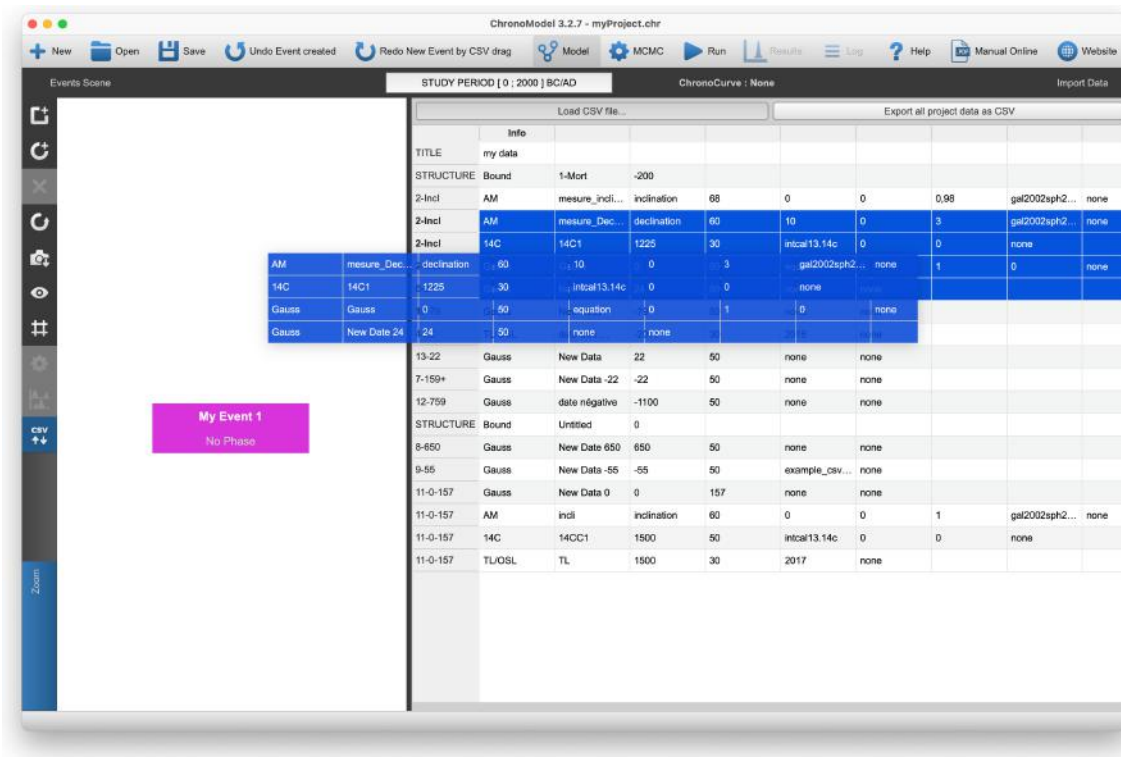 ChronoModel 3.2.7 - myProject.chr
New Open Save Undo Event created Redo New Event by CSV drag Model MCMC Run Results Log Help Manual Online Website
Events Scene STUDY PERIOD [ 0 ; 2000 ] BC/AD ChronoCurve : None Import Data
Load CSV file... Export all project data as CSV
Info
TITLE my data
STRUCTURE Bound 1-Mort -200
2-Incl AM mesure_incli... inclination 68 0 0 0,98 gal2002sph2... none
2-Incl AM mesure_Dec... declination 60 10 0 3 gal2002sph2... none
2-Incl 14C 14C1 1225 30 intcal13.14c 0 0 none
AM mesure_Dec... declination 60 10 0 3 gal2002sph2... none 1 0 none
14C 14C1 1225 30 intcal13.14c 0 0 none
Gauss Gauss 0 50 equation 0 1 0 none
Gauss New Date 24 24 50 none none
13-22 Gauss New Data 22 50 none none
7-159+ Gauss New Data -22 -22 50 none none
12-759 Gauss date négative -1100 50 none none
STRUCTURE Bound Untitled 0
8-650 Gauss New Date 650 650 50 none none
9-55 Gauss New Data -55 -55 50 example_csv... none
11-0-157 Gauss New Data 0 0 157 none none
11-0-157 AM incli inclination 60 0 0 1 gal2002sph2... none
11-0-157 14C 14CC1 1500 50 intcal13.14c 0 0 none
11-0-157 TL/OSL TL 1500 30 2017 none
My Event 1
No Phase
CSV
Zoom